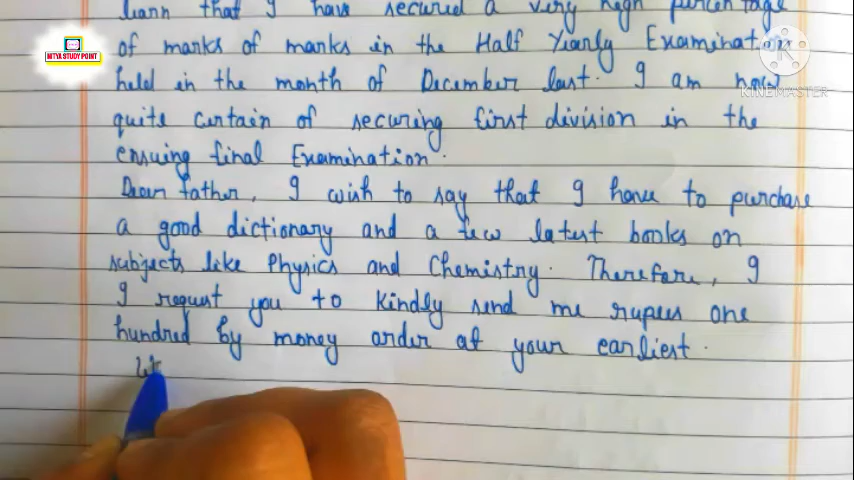 learn that I have secured a very high percentage
of marks of marks in the Half Yearly Examination
held in the month of December last. I am now
quite certain of securing first division in the
ensuing final Examination.
Dear father, I wish to say that I have to purchase
a good dictionary and a few latest books on
subjects like Physics and Chemistry. Therefore, I
I request you to kindly send me rupees one
hundred by money order at your earliest.
NITYA STUDY POINT
KINEMASTER